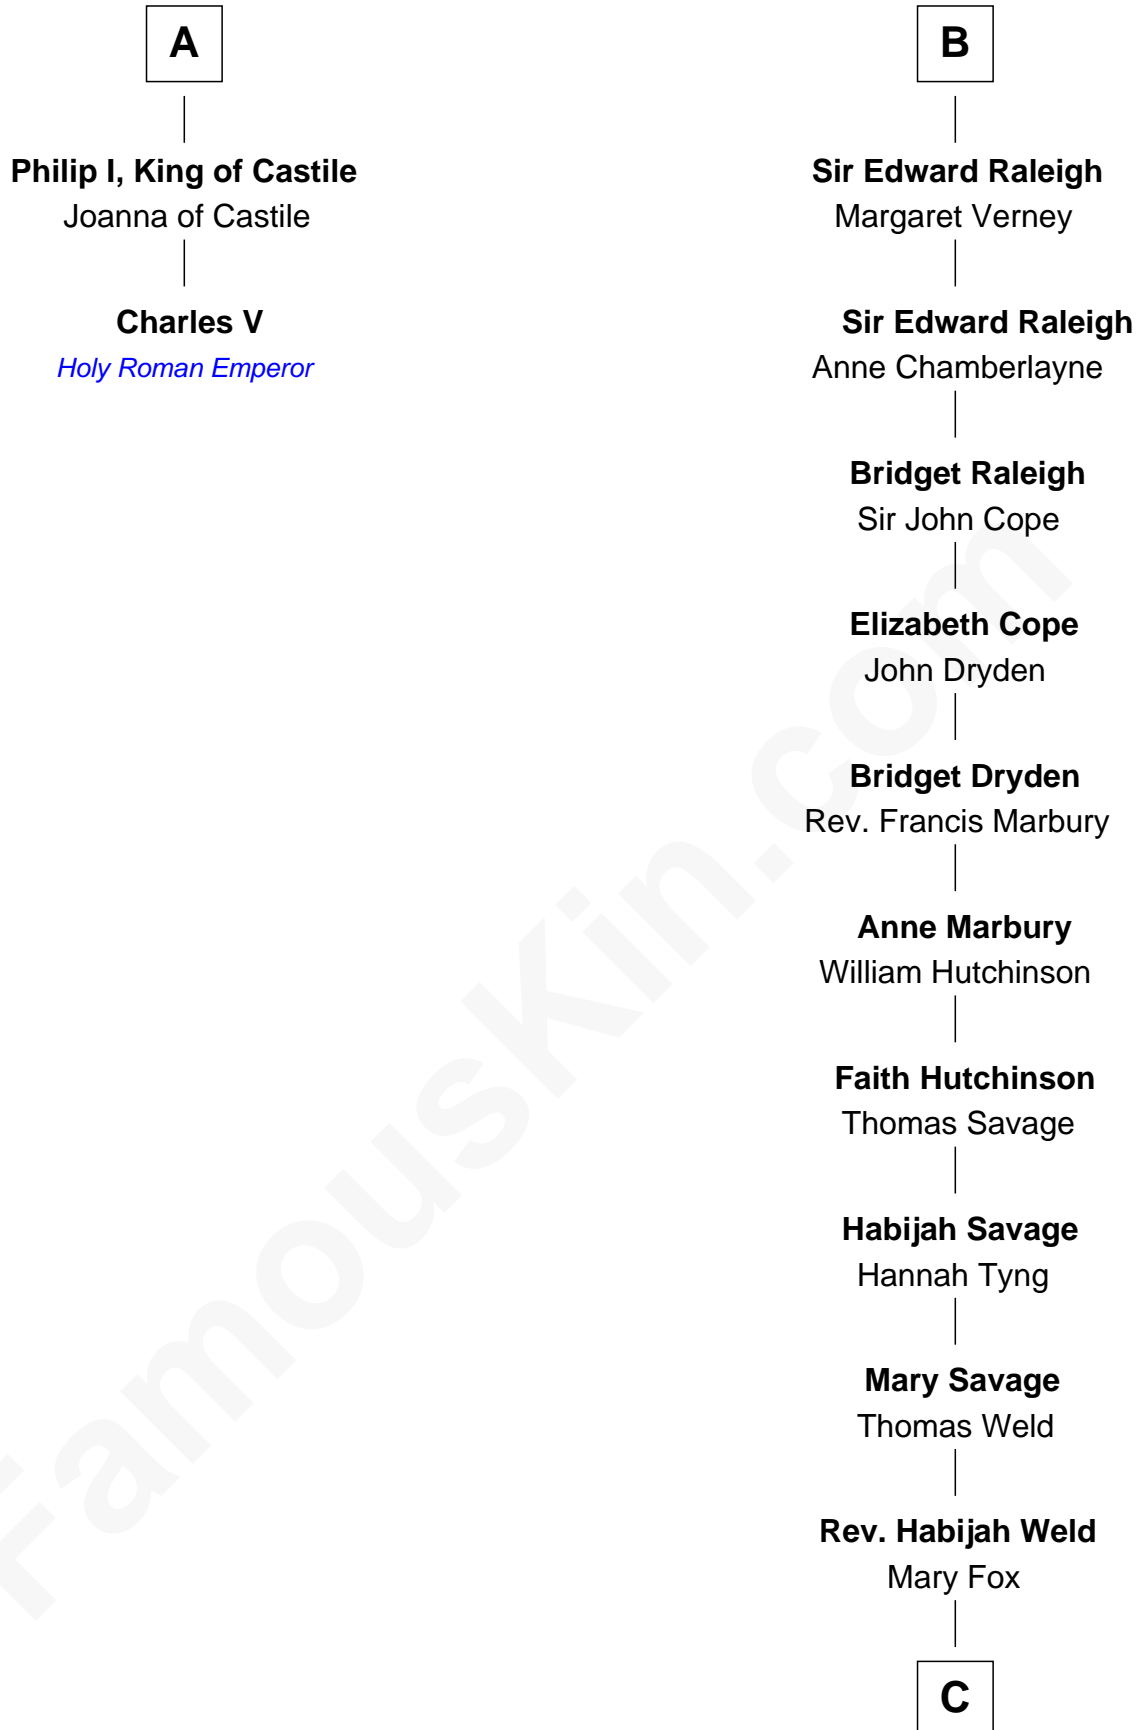 A
Philip I, King of Castile
Joanna of Castile
Charles V
Holy Roman Emperor
B
Sir Edward Raleigh
Margaret Verney
Sir Edward Raleigh
Anne Chamberlayne
Bridget Raleigh
Sir John Cope
Elizabeth Cope
John Dryden
Bridget Dryden
Rev. Francis Marbury
Anne Marbury
William Hutchinson
Faith Hutchinson
Thomas Savage
Habijah Savage
Hannah Tyng
Mary Savage
Thomas Weld
Rev. Habijah Weld
Mary Fox
C
FamousKin.com